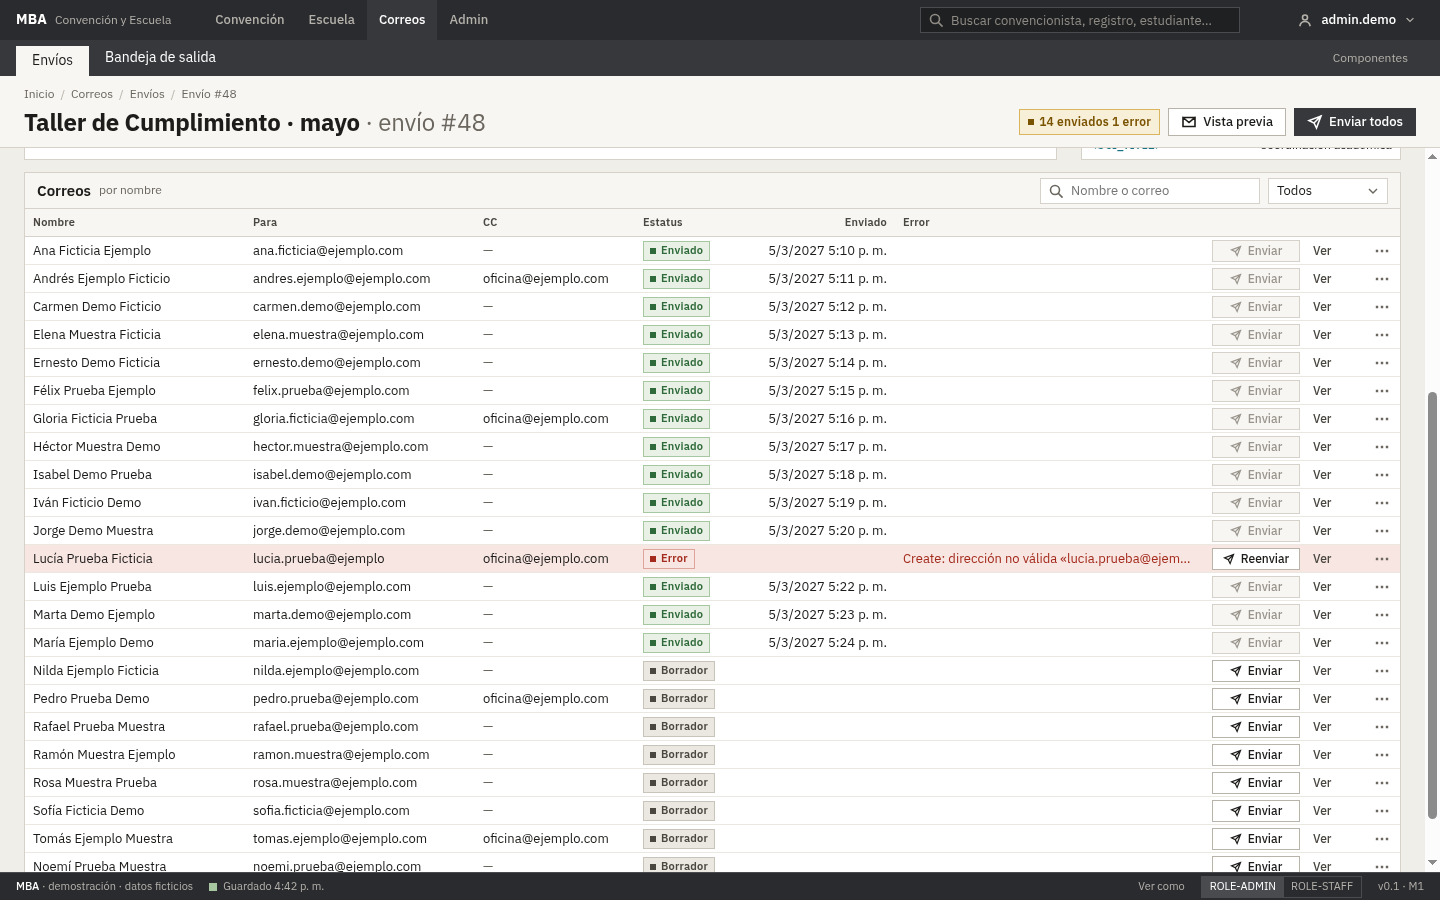 MBA Convención y Escuela Convención Escuela Correos Admin Buscar convencionista, registro, estudiante... admin.demo
Envíos Bandeja de salida Componentes
Inicio / Correos / Envíos / Envío #48
Taller de Cumplimiento · mayo · envío #48 14 enviados 1 error Vista previa Enviar todos
Correos por nombre Nombre o correo Todos
Nombre Para CC Estatus Enviado Error
Ana Ficticia Ejemplo ana.ficticia@ejemplo.com — Enviado 5/3/2027 5:10 p. m. Enviar Ver ···
Andrés Ejemplo Ficticio andres.ejemplo@ejemplo.com oficina@ejemplo.com Enviado 5/3/2027 5:11 p. m. Enviar Ver ···
Carmen Demo Ficticio carmen.demo@ejemplo.com — Enviado 5/3/2027 5:12 p. m. Enviar Ver ···
Elena Muestra Ficticia elena.muestra@ejemplo.com — Enviado 5/3/2027 5:13 p. m. Enviar Ver ···
Ernesto Demo Ficticia ernesto.demo@ejemplo.com — Enviado 5/3/2027 5:14 p. m. Enviar Ver ···
Félix Prueba Ejemplo felix.prueba@ejemplo.com — Enviado 5/3/2027 5:15 p. m. Enviar Ver ···
Gloria Ficticia Prueba gloria.ficticia@ejemplo.com oficina@ejemplo.com Enviado 5/3/2027 5:16 p. m. Enviar Ver ···
Héctor Muestra Demo hector.muestra@ejemplo.com — Enviado 5/3/2027 5:17 p. m. Enviar Ver ···
Isabel Demo Prueba isabel.demo@ejemplo.com — Enviado 5/3/2027 5:18 p. m. Enviar Ver ···
Iván Ficticio Demo ivan.ficticio@ejemplo.com — Enviado 5/3/2027 5:19 p. m. Enviar Ver ···
Jorge Demo Muestra jorge.demo@ejemplo.com — Enviado 5/3/2027 5:20 p. m. Enviar Ver ···
Lucía Prueba Ficticia lucia.prueba@ejemplo oficina@ejemplo.com Error Create: dirección no válida «lucia.prueba@ejem... Reenviar Ver ···
Luis Ejemplo Prueba luis.ejemplo@ejemplo.com — Enviado 5/3/2027 5:22 p. m. Enviar Ver ···
Marta Demo Ejemplo marta.demo@ejemplo.com — Enviado 5/3/2027 5:23 p. m. Enviar Ver ···
María Ejemplo Demo maria.ejemplo@ejemplo.com — Enviado 5/3/2027 5:24 p. m. Enviar Ver ···
Nilda Ejemplo Ficticia nilda.ejemplo@ejemplo.com — Borrador Enviar Ver ···
Pedro Prueba Demo pedro.prueba@ejemplo.com oficina@ejemplo.com Borrador Enviar Ver ···
Rafael Prueba Muestra rafael.prueba@ejemplo.com — Borrador Enviar Ver ···
Ramón Muestra Ejemplo ramon.muestra@ejemplo.com — Borrador Enviar Ver ···
Rosa Muestra Prueba rosa.muestra@ejemplo.com — Borrador Enviar Ver ···
Sofía Ficticia Demo sofia.ficticia@ejemplo.com — Borrador Enviar Ver ···
Tomás Ejemplo Muestra tomas.ejemplo@ejemplo.com oficina@ejemplo.com Borrador Enviar Ver ···
Noemí Prueba Muestra noemi.prueba@ejemplo.com — Borrador Enviar Ver ···
MBA · demostración · datos ficticios Guardado 4:42 p. m. Ver como ROLE-ADMIN ROLE-STAFF v0.1 · M1